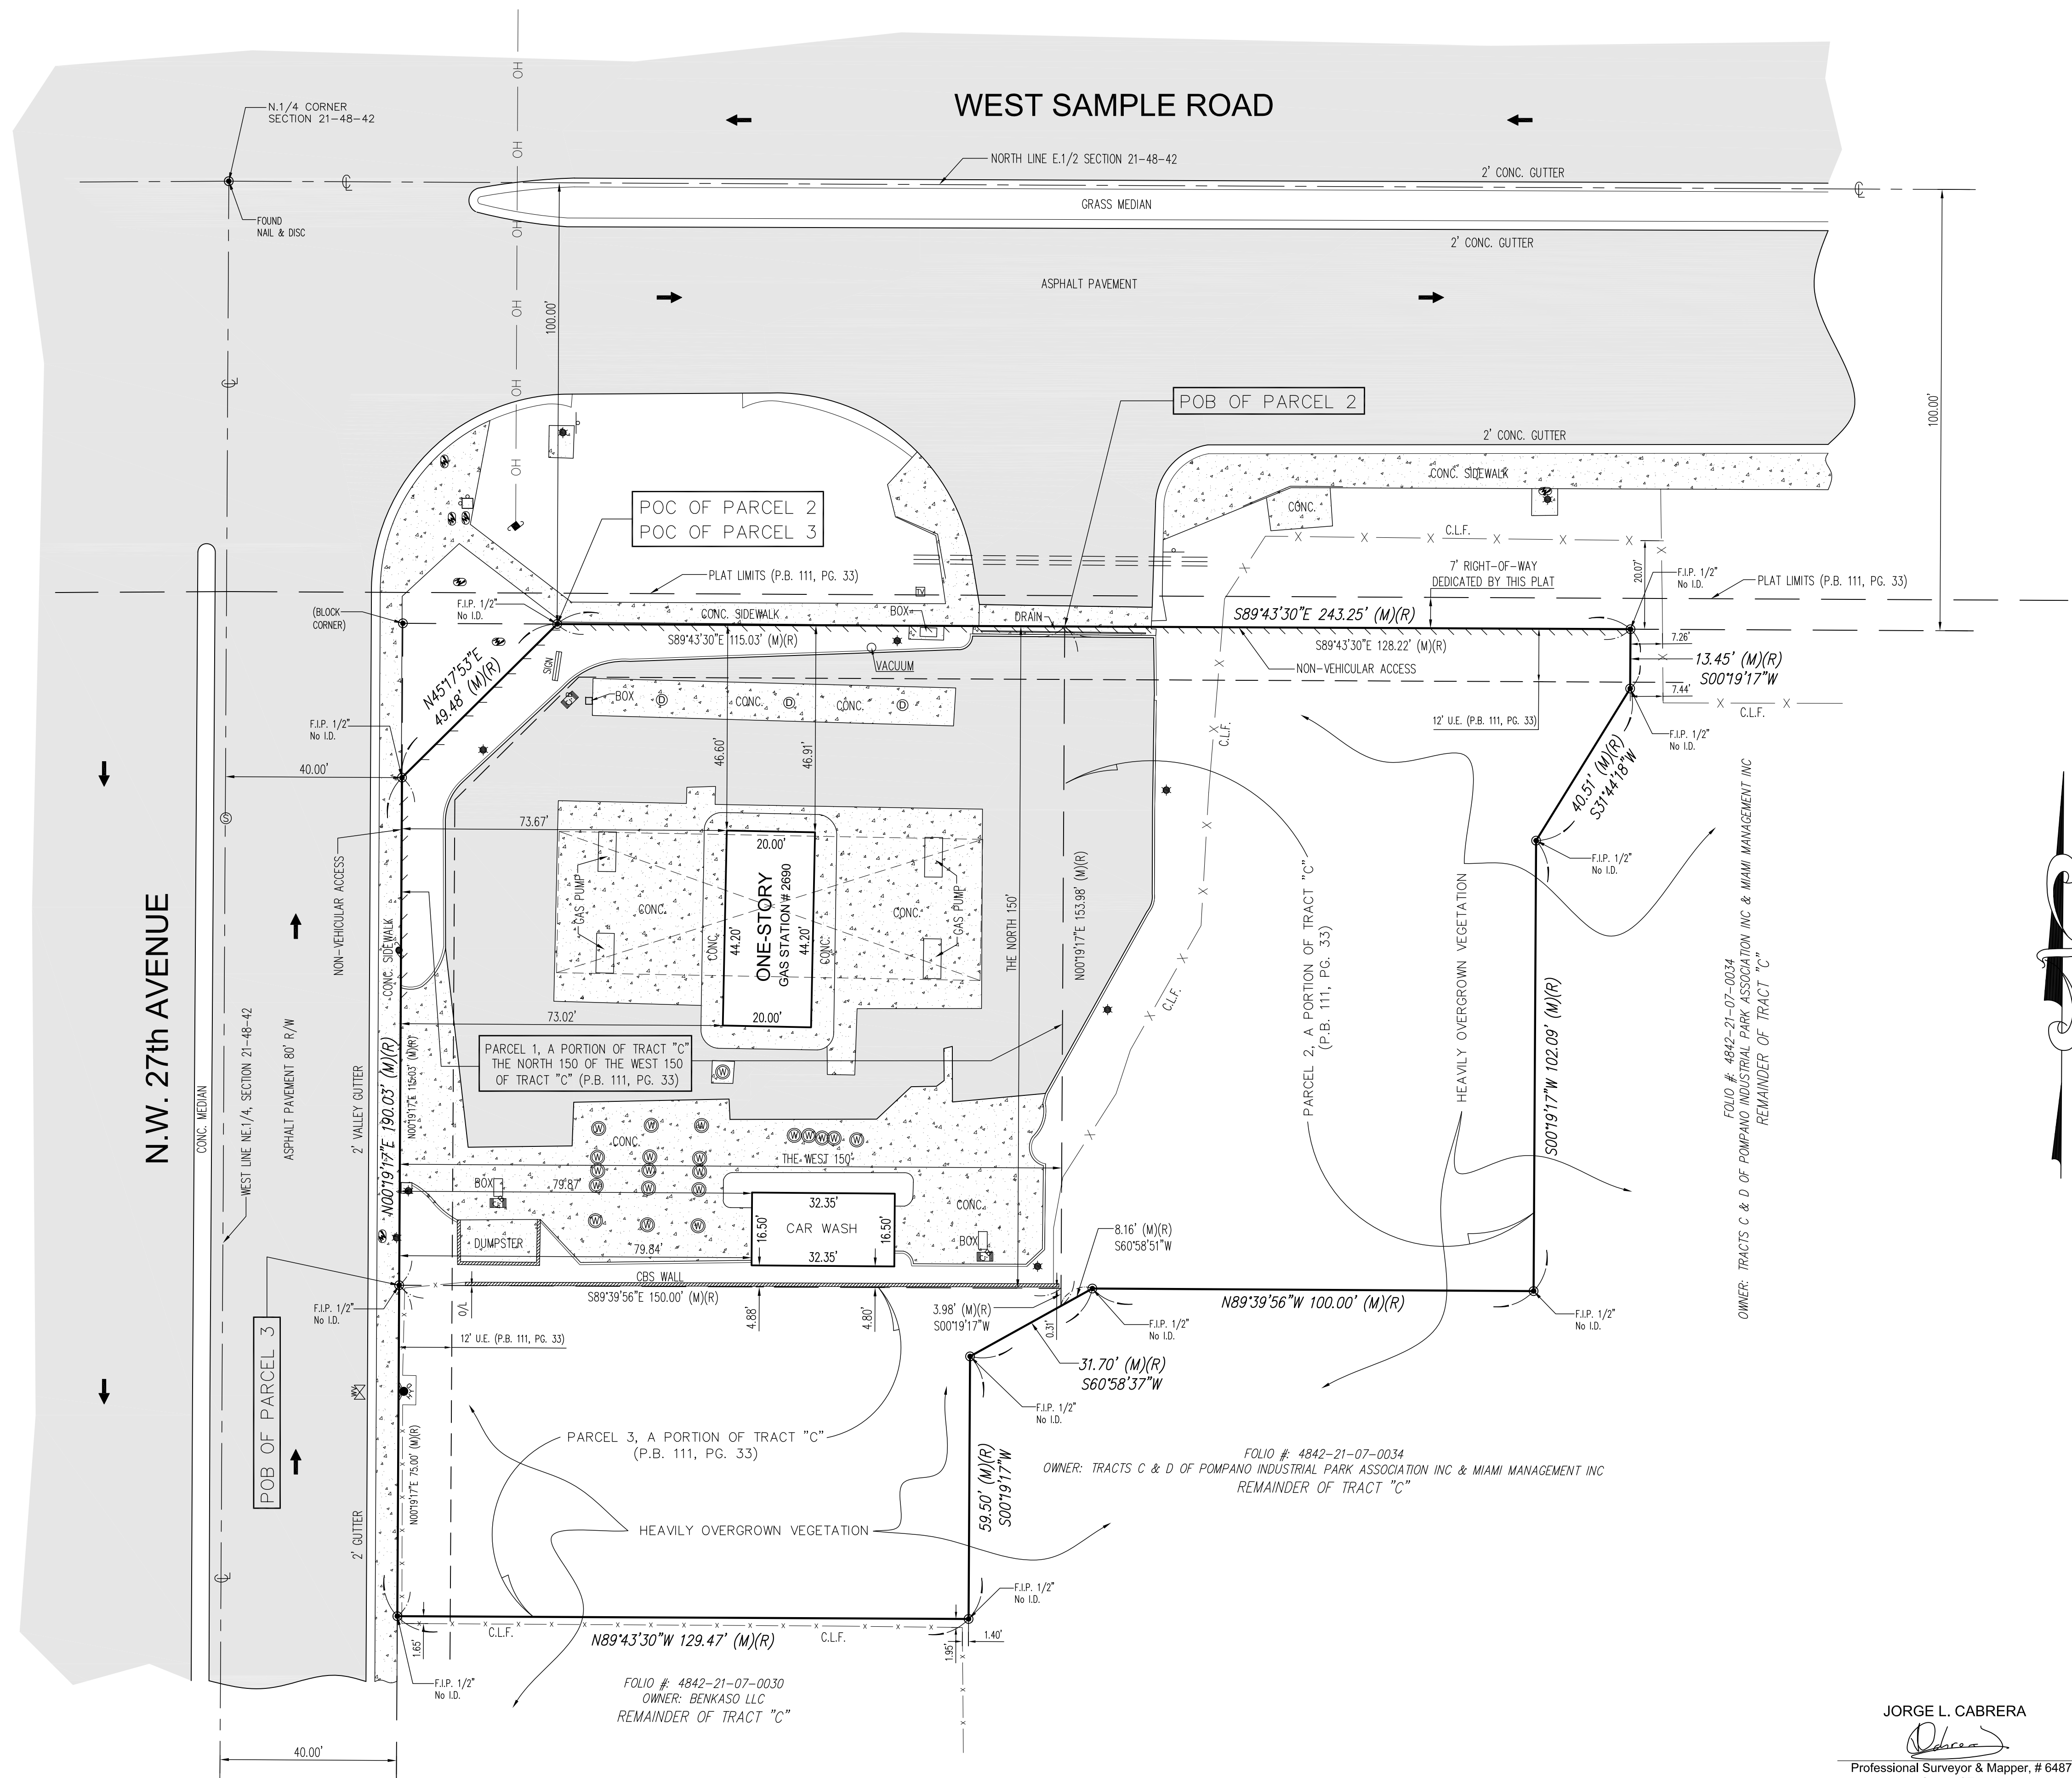 WEST SAMPLE ROAD
N.1/4 CORNER
SECTION 21-48-42
NORTH LINE E.1/2 SECTION 21-48-42
2' CONC. GUTTER
GRASS MEDIAN
FOUND
NAIL & DISC
2' CONC. GUTTER
ASPHALT PAVEMENT
OH
OH
OH
OH
OH
OH
100.00'
100.00'
POB OF PARCEL 2
2' CONC. GUTTER
CONC. SIDEWALK
CONC.
C.L.F.
POC OF PARCEL 2
POC OF PARCEL 3
PLAT LIMITS (P.B. 111, PG. 33)
7' RIGHT-OF-WAY
DEDICATED BY THIS PLAT
20.07'
F.I.P. 1/2"
No I.D.
PLAT LIMITS (P.B. 111, PG. 33)
(BLOCK
CORNER)
F.I.P. 1/2"
No I.D.
CONC. SIDEWALK
TV
BOX
DRAIN
S89°43'30"E 243.25' (M)(R)
S89°43'30"E 115.03' (M)(R)
S89°43'30"E 128.22' (M)(R)
7.26'
13.45' (M)(R)
S00°19'17"W
7.44'
C.L.F.
VACUUM
NON-VEHICULAR ACCESS
SIGN
N45°17'53"E
49.48' (M)(R)
BOX
D
CONC.
D
CONC.
D
12' U.E. (P.B. 111, PG. 33)
F.I.P. 1/2"
No I.D.
F.I.P. 1/2"
No I.D.
C.L.F.
40.00'
46.60'
46.91'
40.51' (M)(R)
S31°44'18"W
F.I.P. 1/2"
No I.D.
S
73.67'
20.00'
ONE-STORY
GAS STATION # 2690
44.20'
44.20'
20.00'
GAS PUMP
GAS PUMP
CONC.
CONC.
CONC.
CONC.
THE NORTH 150'
N00°19'17"E 153.98' (M)(R)
C.L.F.
NON-VEHICULAR ACCESS
CONC. SIDEWALK
73.02'
N.W. 27th AVENUE
CONC. MEDIAN
WEST LINE NE.1/4, SECTION 21-48-42
ASPHALT PAVEMENT 80' R/W
2' VALLEY GUTTER
N00°19'17"E 190.03' (M)(R)
N00°19'17"E 115.03' (M)(R)
PARCEL 1, A PORTION OF TRACT "C"
THE NORTH 150 OF THE WEST 150
OF TRACT "C" (P.B. 111, PG. 33)
PARCEL 2, A PORTION OF TRACT "C"
(P.B. 111, PG. 33)
HEAVILY OVERGROWN VEGETATION
S00°19'17"W 102.09' (M)(R)
FOLIO #: 4842-21-07-0034
OWNER: TRACTS C & D OF POMPANO INDUSTRIAL PARK ASSOCIATION INC & MIAMI MANAGEMENT INC
REMAINDER OF TRACT "C"
W
W
W
W
W
W
W
W
W
CONC.
W
W
W
W
W
W
THE WEST 150'
W
W
W
BOX
79.87'
32.35'
CAR WASH
16.50'
16.50'
32.35'
CONC.
BOX
W
W
W
DUMPSTER
79.84'
8.16' (M)(R)
S60°58'51"W
CBS WALL
S89°39'56"E 150.00' (M)(R)
N89°39'56"W 100.00' (M)(R)
F.I.P. 1/2"
No I.D.
F.I.P. 1/2"
No I.D.
O/L
4.88'
4.80'
3.98' (M)(R)
S00°19'17"W
0.31'
F.I.P. 1/2"
No I.D.
12' U.E. (P.B. 111, PG. 33)
31.70' (M)(R)
S60°58'37"W
POB OF PARCEL 3
WV
F.I.P. 1/2"
No I.D.
PARCEL 3, A PORTION OF TRACT "C"
(P.B. 111, PG. 33)
FOLIO #: 4842-21-07-0034
OWNER: TRACTS C & D OF POMPANO INDUSTRIAL PARK ASSOCIATION INC & MIAMI MANAGEMENT INC
REMAINDER OF TRACT "C"
N00°19'17"E 75.00' (M)(R)
59.50' (M)(R)
S00°19'17"W
HEAVILY OVERGROWN VEGETATION
2' GUTTER
F.I.P. 1/2"
No I.D.
C.L.F.
N89°43'30"W 129.47' (M)(R)
C.L.F.
1.65'
1.95'
1.40'
F.I.P. 1/2"
No I.D.
FOLIO #: 4842-21-07-0030
OWNER: BENKASO LLC
REMAINDER OF TRACT "C"
40.00'
JORGE L. CABRERA
Professional Surveyor & Mapper, # 6487